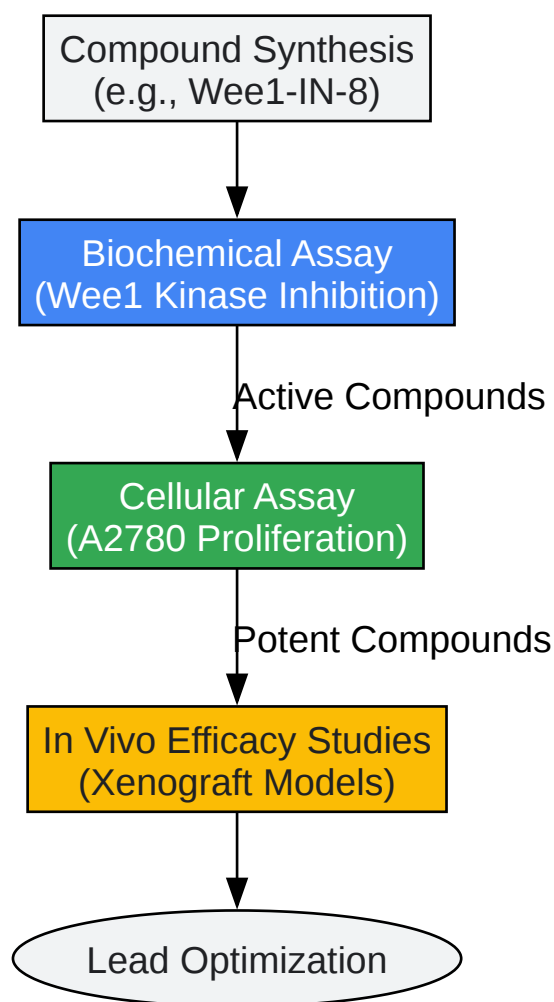 Compound Synthesis
(e.g., Wee1-IN-8)
Biochemical Assay
(Wee1 Kinase Inhibition)
Active Compounds
Cellular Assay
(A2780 Proliferation)
Potent Compounds
In Vivo Efficacy Studies
(Xenograft Models)
Lead Optimization